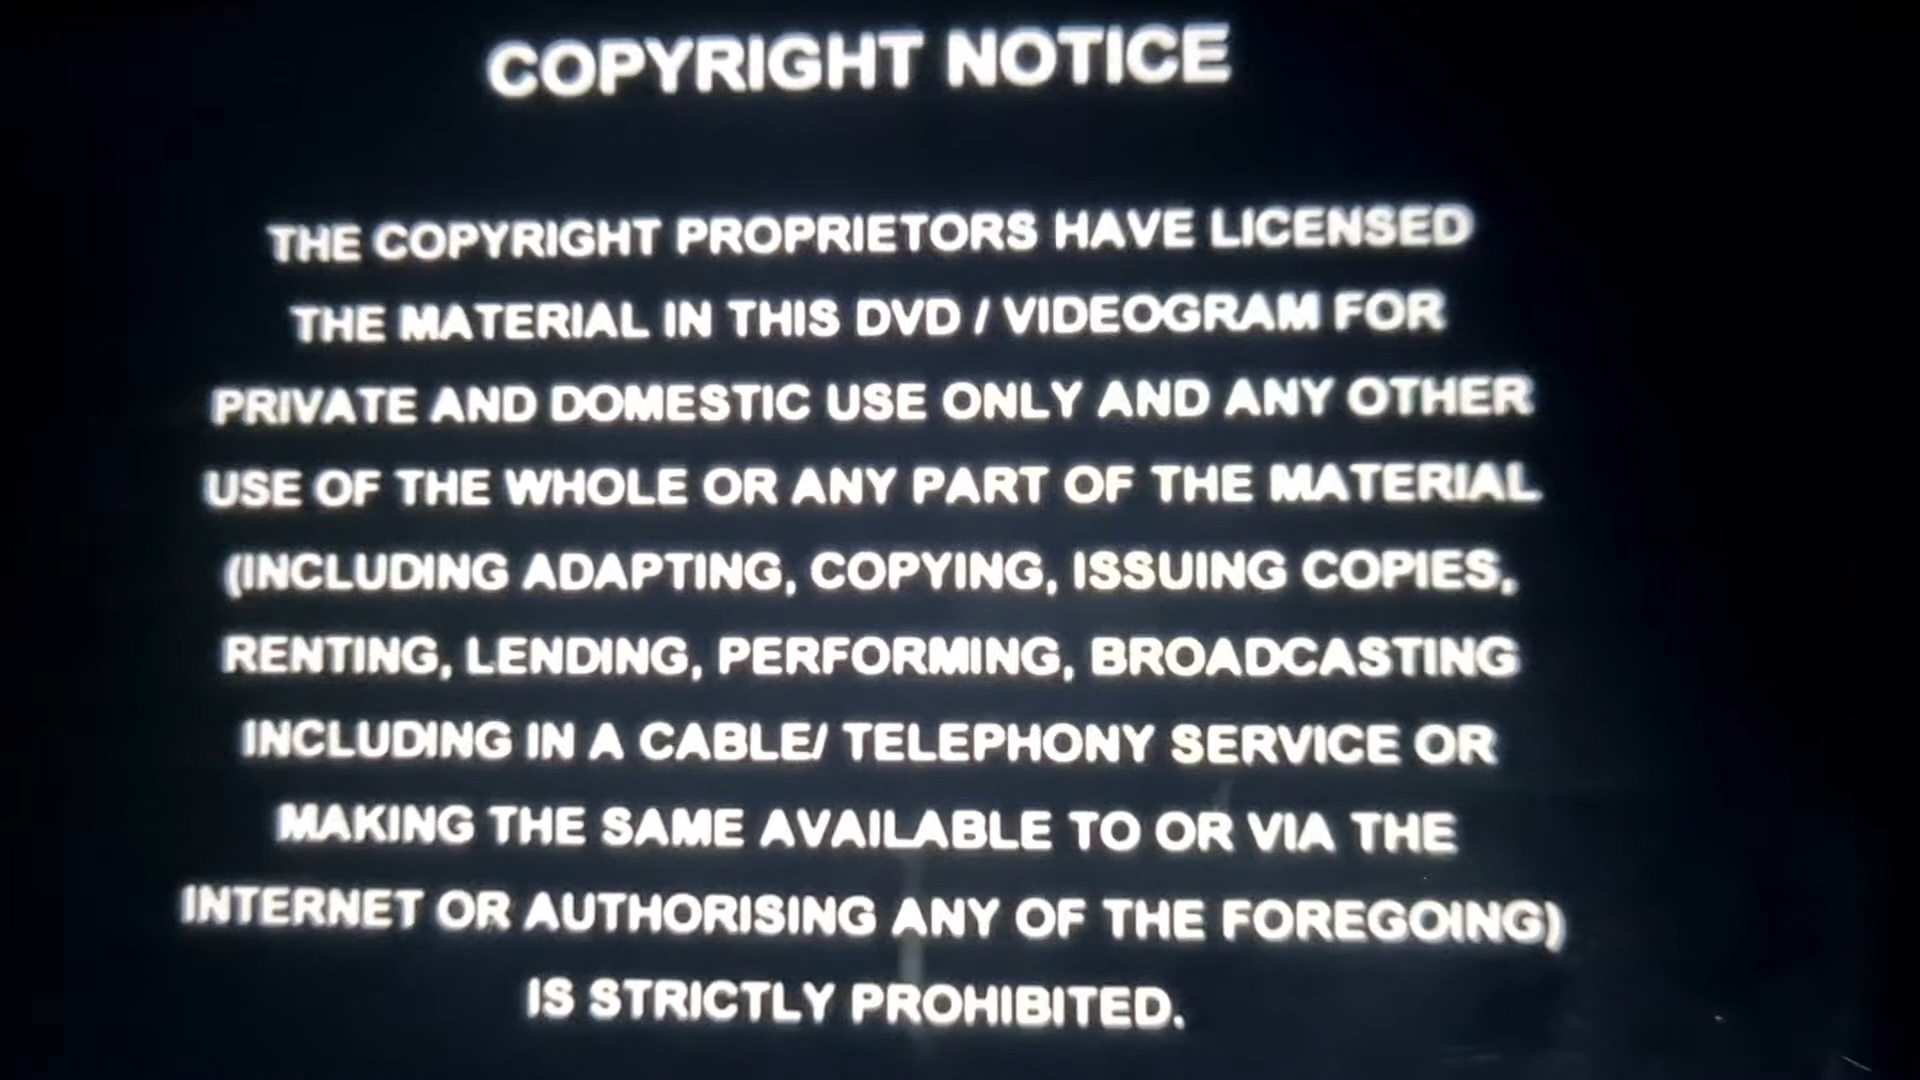 COPYRIGHT NOTICE
THE COPYRIGHT PROPRIETORS HAVE LICENSED
THE MATERIAL IN THIS DVD / VIDEOGRAM FOR
PRIVATE AND DOMESTIC USE ONLY AND ANY OTHER
USE OF THE WHOLE OR ANY PART OF THE MATERIAL
(INCLUDING ADAPTING, COPYING, ISSUING COPIES,
RENTING, LENDING, PERFORMING, BROADCASTING
INCLUDING IN A CABLE/ TELEPHONY SERVICE OR
MAKING THE SAME AVAILABLE TO OR VIA THE
INTERNET OR AUTHORISING ANY OF THE FOREGOING)
IS STRICTLY PROHIBITED.